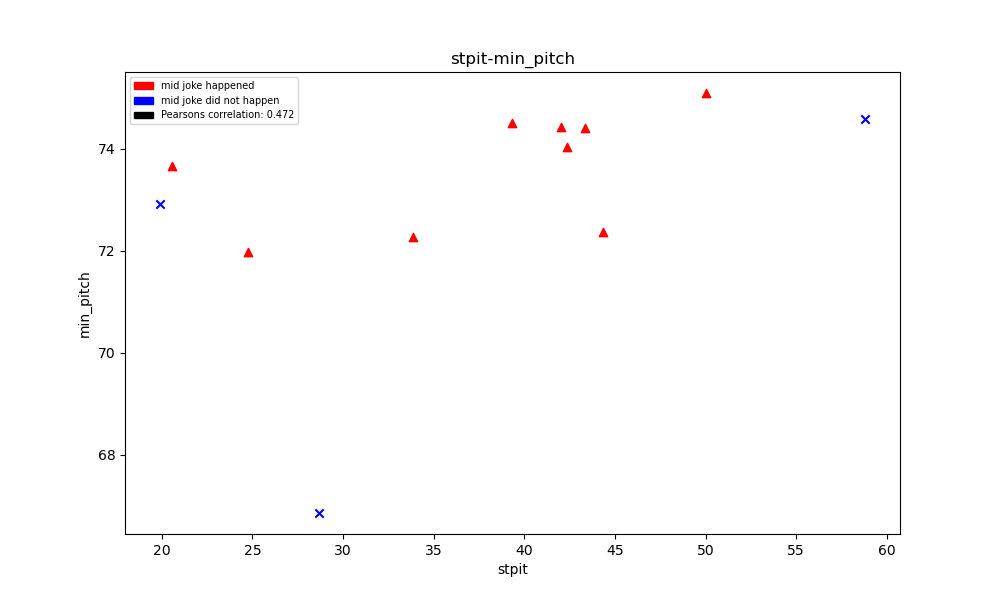 stpit-min_pitch
mid joke happened
mid joke did not happen
Pearsons correlation: 0.472
74
72
70
68
min_pitch
20 25 30 35 40 45 50 55 60
stpit